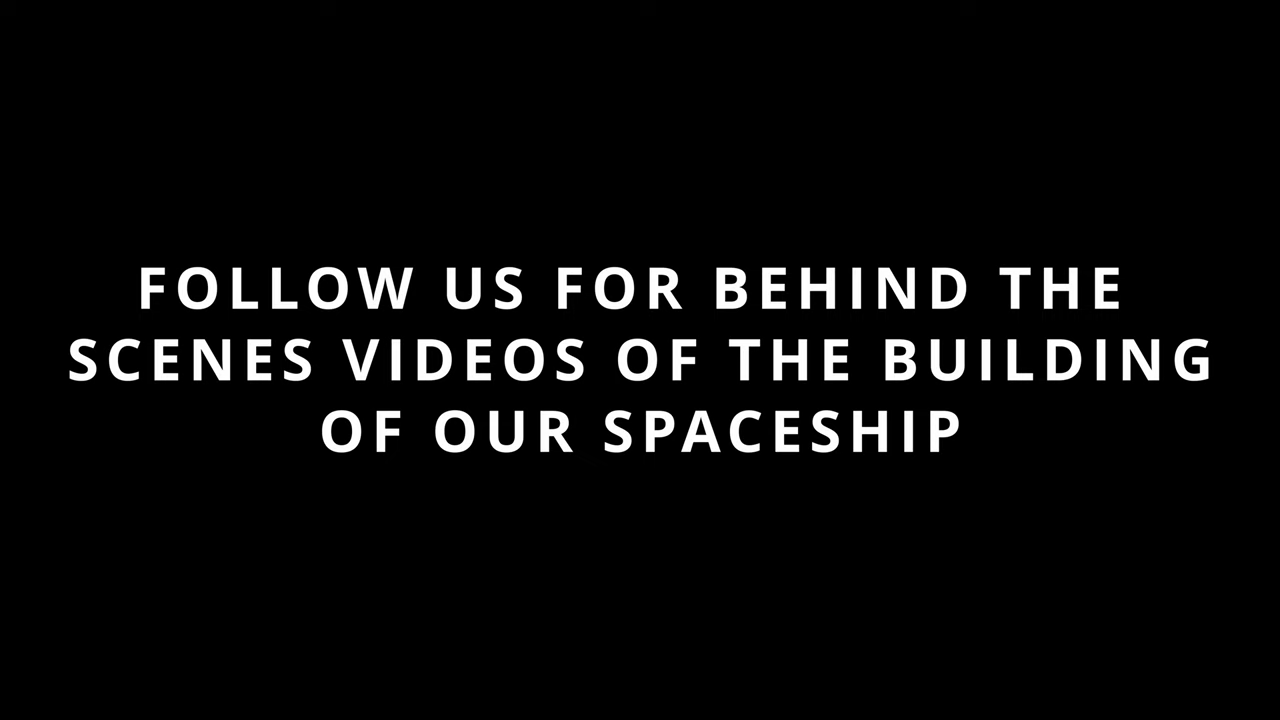 FOLLOW US FOR BEHIND THE
SCENES VIDEOS OF THE BUILDING
OF OUR SPACESHIP